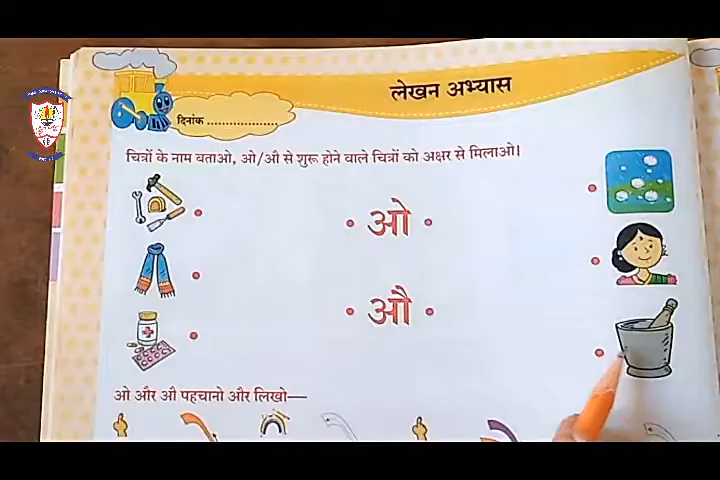 लेखन अभ्यास
दिनांक ....................
चित्रों के नाम बताओ, ओ/औ से शुरू होने वाले चित्रों को अक्षर से मिलाओ।
ओ
औ
ओ और औ पहचानो और लिखो—